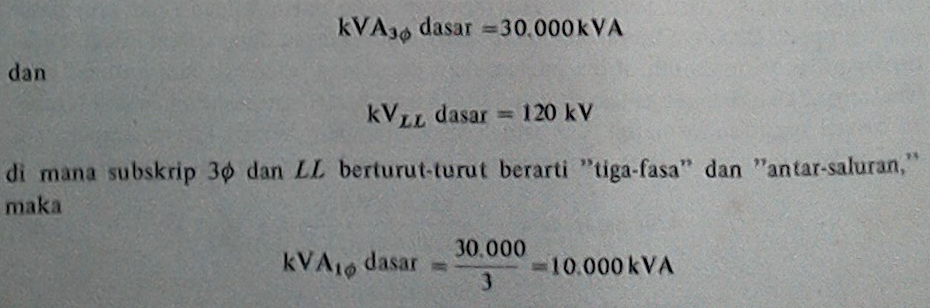 kVA₃ϕ dasar = 30.000 kVA
dan
kV_LL dasar = 120 kV
di mana subskrip 3ϕ dan LL berturut-turut berarti ”tiga-fasa” dan ”antar-saluran,”
maka
kVA₁ϕ dasar = 30.000/3 = 10.000 kVA